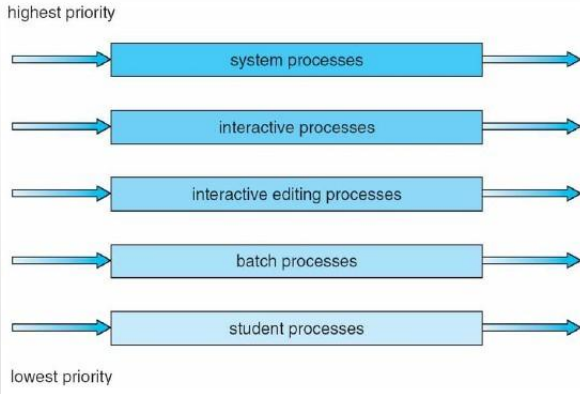 highest priority
system processes
interactive processes
interactive editing processes
batch processes
student processes
lowest priority